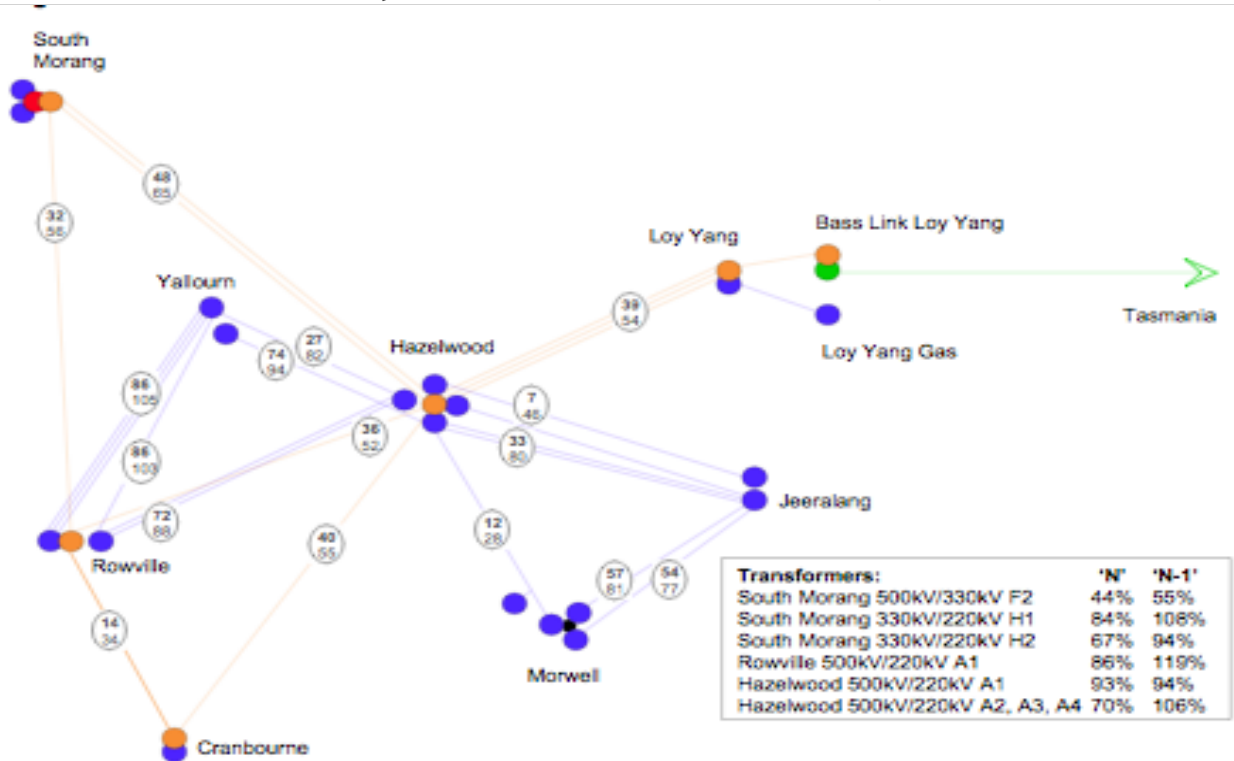 South
Morang
48
65
32
56
Bass Link Loy Yang
Loy Yang
Yallourn
39
54
Tasmania
27
82
Hazelwood
74
94
Loy Yang Gas
86
105
7
46
36
52
33
80
86
103
Jeeralang
72
88
12
28
40
55
Rowville
57
81
54
77
14
34
Morwell
Cranbourne
Transformers: 'N' 'N-1'
South Morang 500kV/330kV F2 44% 55%
South Morang 330kV/220kV H1 84% 108%
South Morang 330kV/220kV H2 67% 94%
Rowville 500kV/220kV A1 86% 119%
Hazelwood 500kV/220kV A1 93% 94%
Hazelwood 500kV/220kV A2, A3, A4 70% 106%